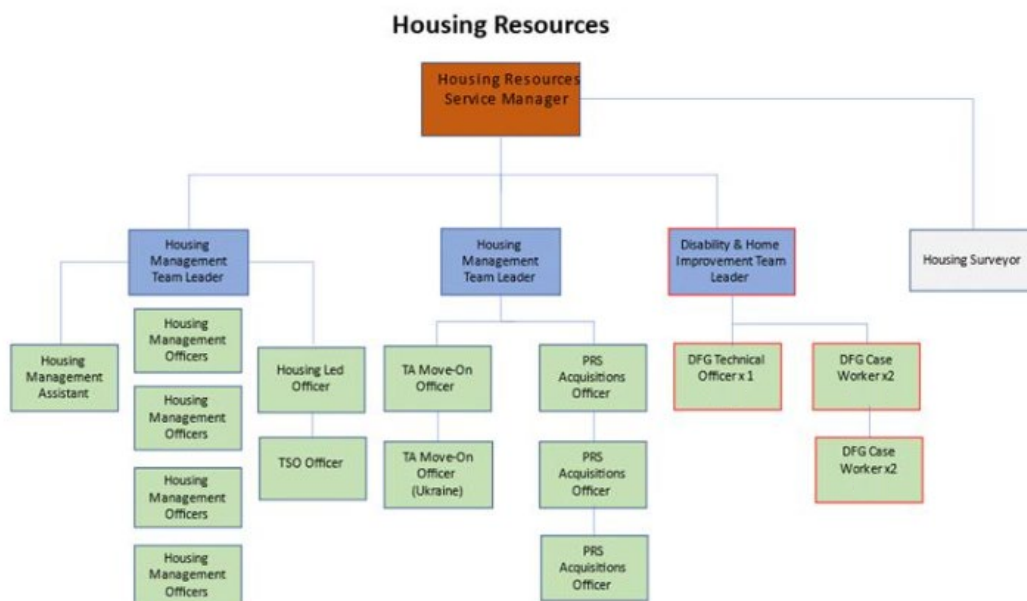 Housing Resources
Housing Resources
Service Manager
Housing
Management
Team Leader
Housing
Management
Team Leader
Disability & Home
Improvement Team
Leader
Housing Surveyor
Housing
Management
Assistant
Housing
Management
Officers
Housing
Management
Officers
Housing
Management
Officers
Housing
Management
Officers
Housing Led
Officer
TSO Officer
TA Move-On
Officer
TA Move-On
Officer
(Ukraine)
PRS
Acquisitions
Officer
PRS
Acquisitions
Officer
PRS
Acquisitions
Officer
DFG Technical
Officer x 1
DFG Case
Worker x2
DFG Case
Worker x2